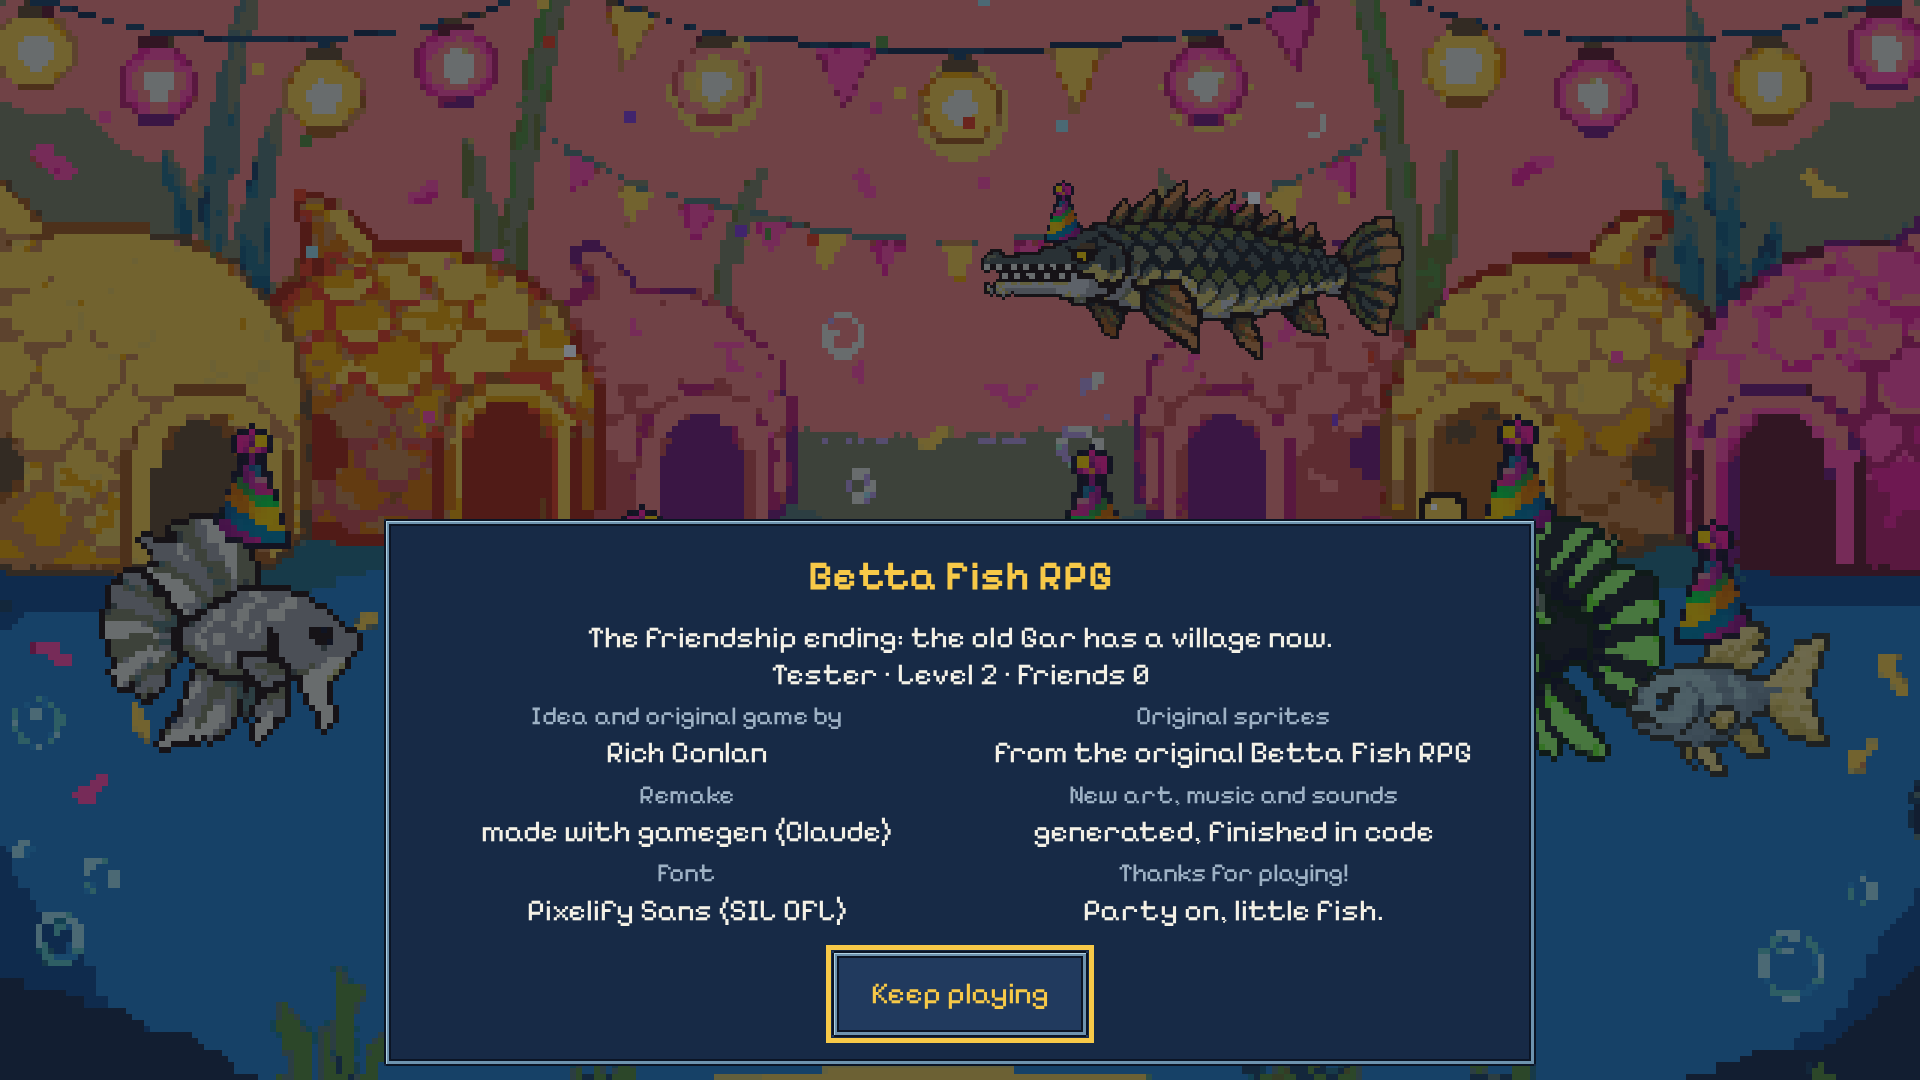 Betta Fish RPG
The Friendship ending: the old Gar has a village now.
Tester · Level 2 · Friends 0
Idea and original game by
Rich Conlan
Original sprites
From the original Betta Fish RPG
Remake
made with gamegen (Claude)
New art, music and sounds
generated, finished in code
Font
Pixelify Sans (SIL OFL)
Thanks for playing!
Party on, little fish.
Keep playing